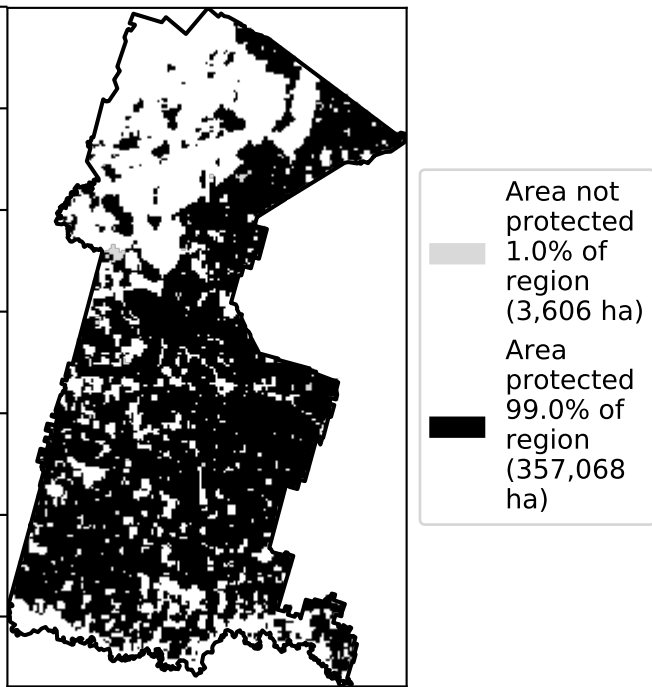 Area not
protected
1.0% of
region
(3,606 ha)
Area
protected
99.0% of
region
(357,068
ha)